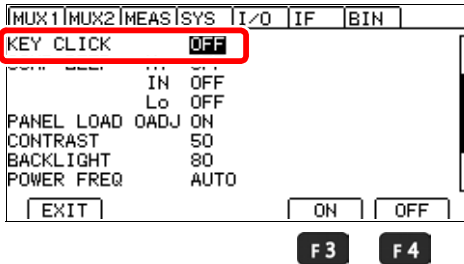 MUX1 MUX2 MEAS SYS I/O IF BIN
KEY CLICK OFF
IN OFF
Lo OFF
PANEL LOAD 0ADJ ON
CONTRAST 50
BACKLIGHT 80
POWER FREQ AUTO
EXIT ON OFF
F3 F4